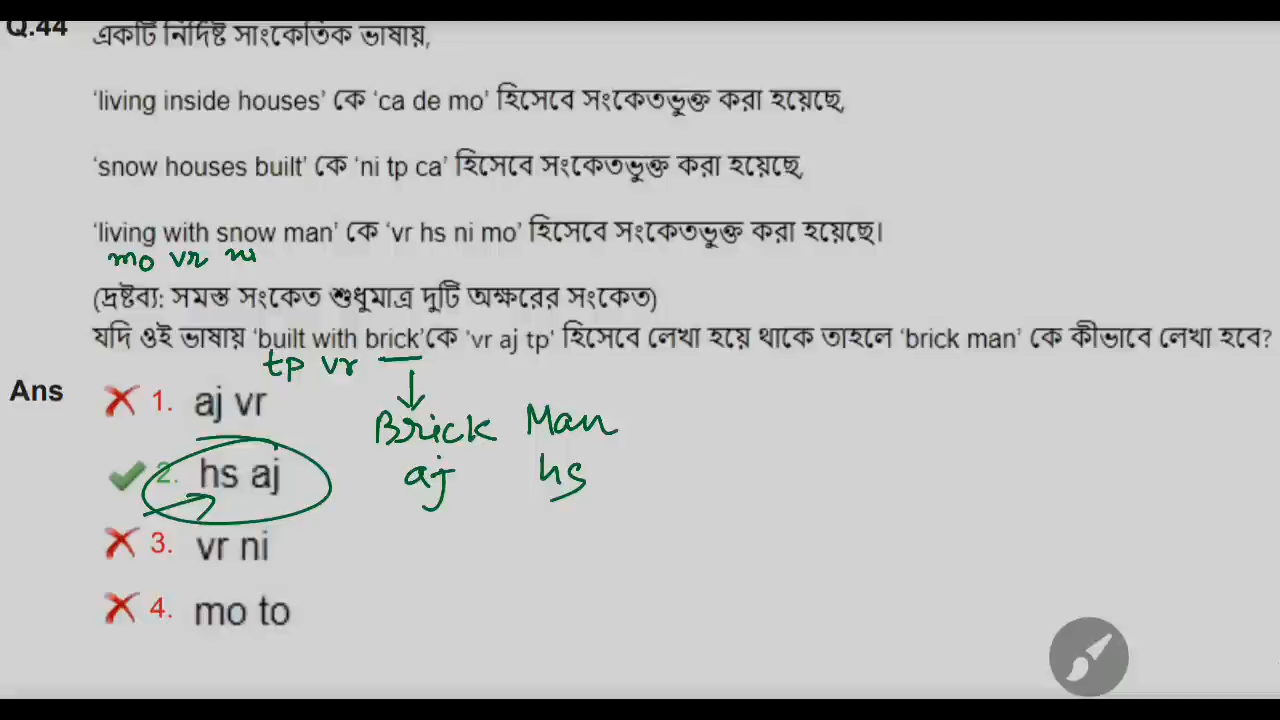 Q.44 একটি নির্দিষ্ট সাংকেতিক ভাষায়,
'living inside houses' কে 'ca de mo' হিসেবে সংকেতভুক্ত করা হয়েছে,
'snow houses built' কে 'ni tp ca' হিসেবে সংকেতভুক্ত করা হয়েছে,
'living with snow man' কে 'vr hs ni mo' হিসেবে সংকেতভুক্ত করা হয়েছে।
mo vr ni
(দ্রষ্টব্য: সমস্ত সংকেত শুধুমাত্র দুটি অক্ষরের সংকেত)
যদি ওই ভাষায় 'built with brick'কে 'vr aj tp' হিসেবে লেখা হয়ে থাকে তাহলে 'brick man' কে কীভাবে লেখা হবে?
tp vr
Ans
1. aj vr
Brick Man
2. hs aj
aj hs
3. vr ni
4. mo to